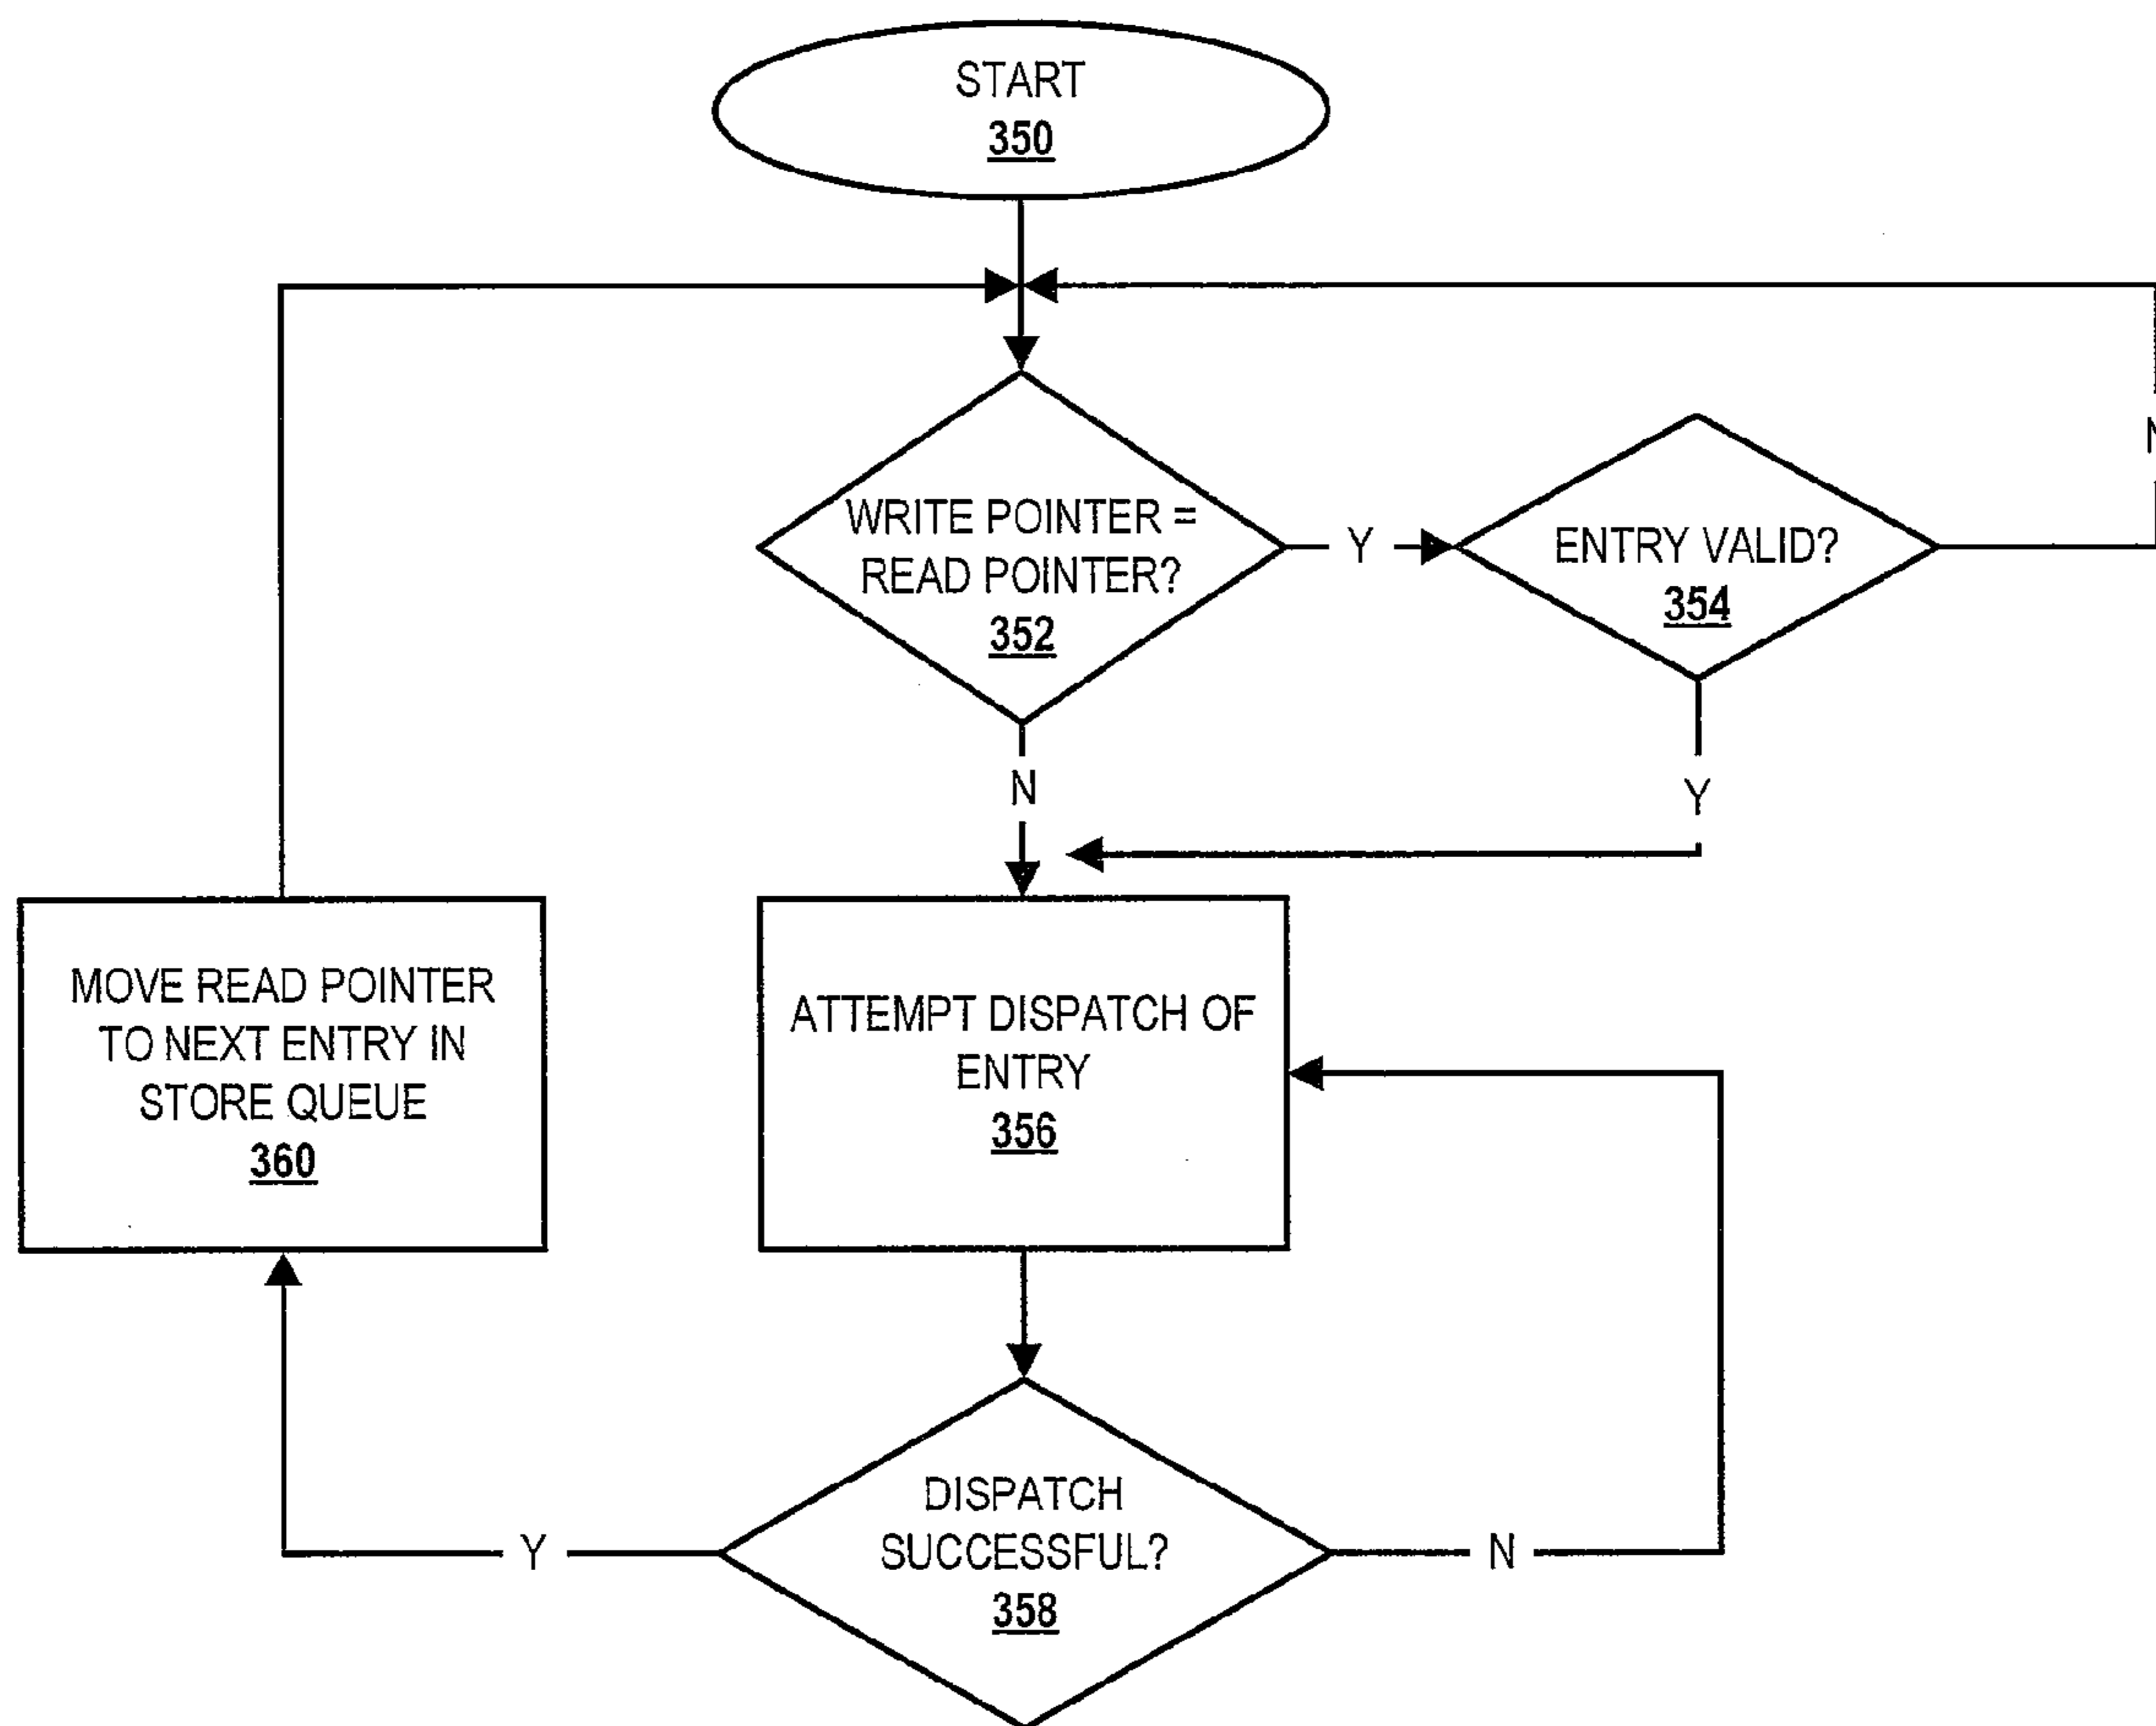 START
350
WRITE POINTER =
READ POINTER?
352
Y
ENTRY VALID?
354
N
N
Y
MOVE READ POINTER
TO NEXT ENTRY IN
STORE QUEUE
360
ATTEMPT DISPATCH OF
ENTRY
356
DISPATCH
SUCCESSFUL?
358
Y
N